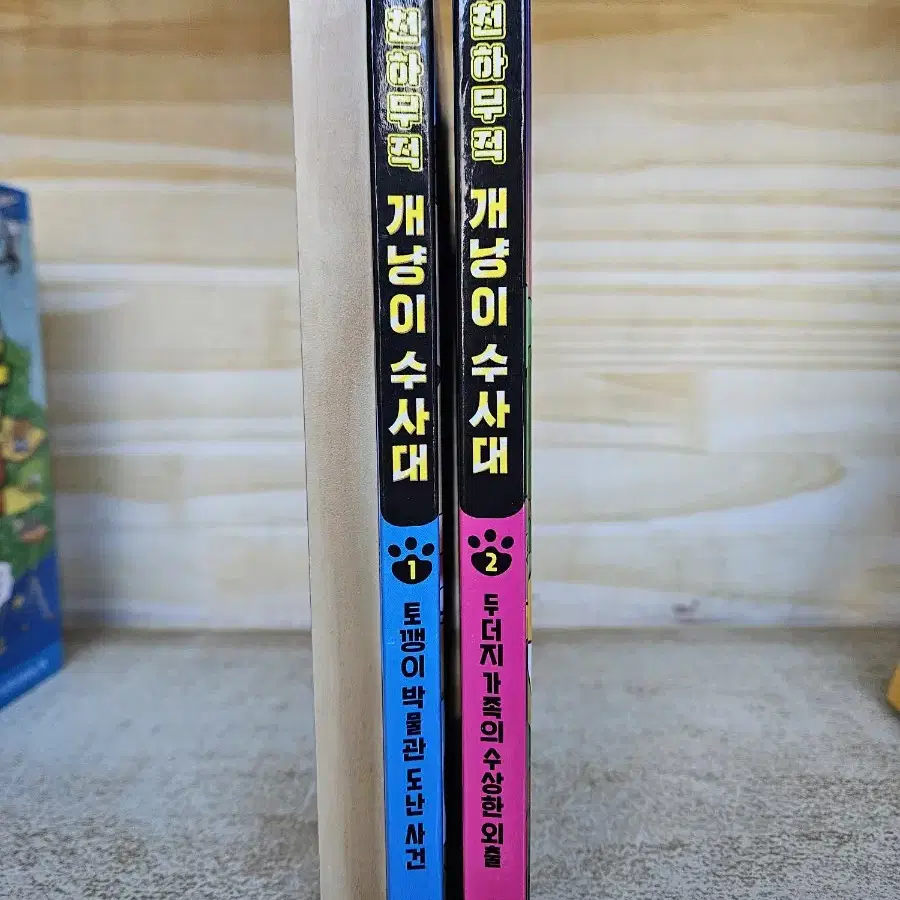 천하무적 개냥이 수사대
1
토깽이 박물관 도난 사건
천하무적 개냥이 수사대
2
두더지 가족의 수상한 외출